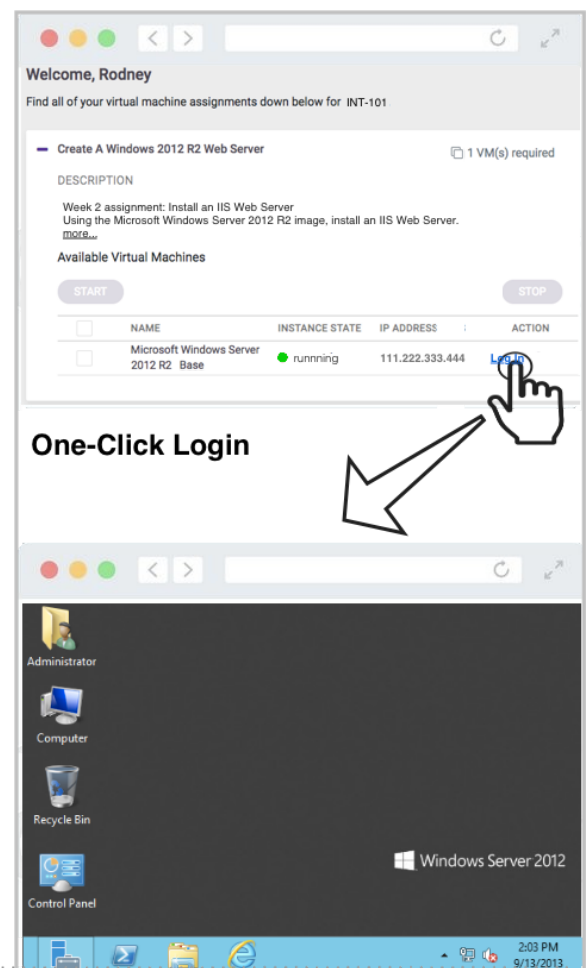 Welcome, Rodney
Find all of your virtual machine assignments down below for INT-101
Create A Windows 2012 R2 Web Server
1 VM(s) required
DESCRIPTION
Week 2 assignment: Install an IIS Web Server
Using the Microsoft Windows Server 2012 R2 image, install an IIS Web Server.
more...
Available Virtual Machines
START
STOP
NAME INSTANCE STATE IP ADDRESS ACTION
Microsoft Windows Server
2012 R2 Base
runnning
111.222.333.444
Log In
One-Click Login
Administrator
Computer
Recycle Bin
Windows Server 2012
Control Panel
2:03 PM
9/13/2013